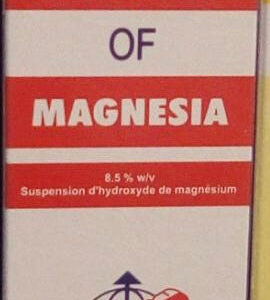 OF
MAGNESIA
8.5 % w/v
Suspension d'hydroxyde de magnésium